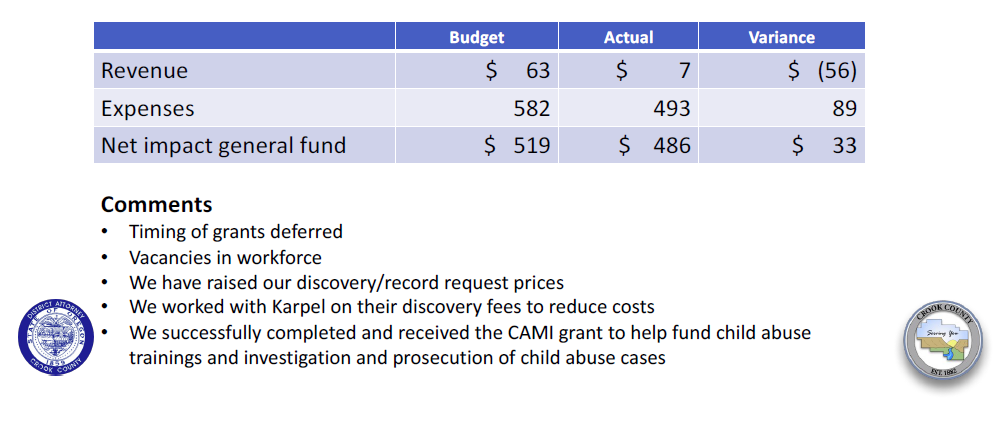 Budget Actual Variance
Revenue $ 63 $ 7 $ (56)
Expenses 582 493 89
Net impact general fund $ 519 $ 486 $ 33
Comments
• Timing of grants deferred
• Vacancies in workforce
• We have raised our discovery/record request prices
• We worked with Karpel on their discovery fees to reduce costs
• We successfully completed and received the CAMI grant to help fund child abuse
trainings and investigation and prosecution of child abuse cases
DISTRICT ATTORNEY
STATE OF OREGON
1859
CROOK COUNTY
CROOK COUNTY
Serving You
EST. 1882